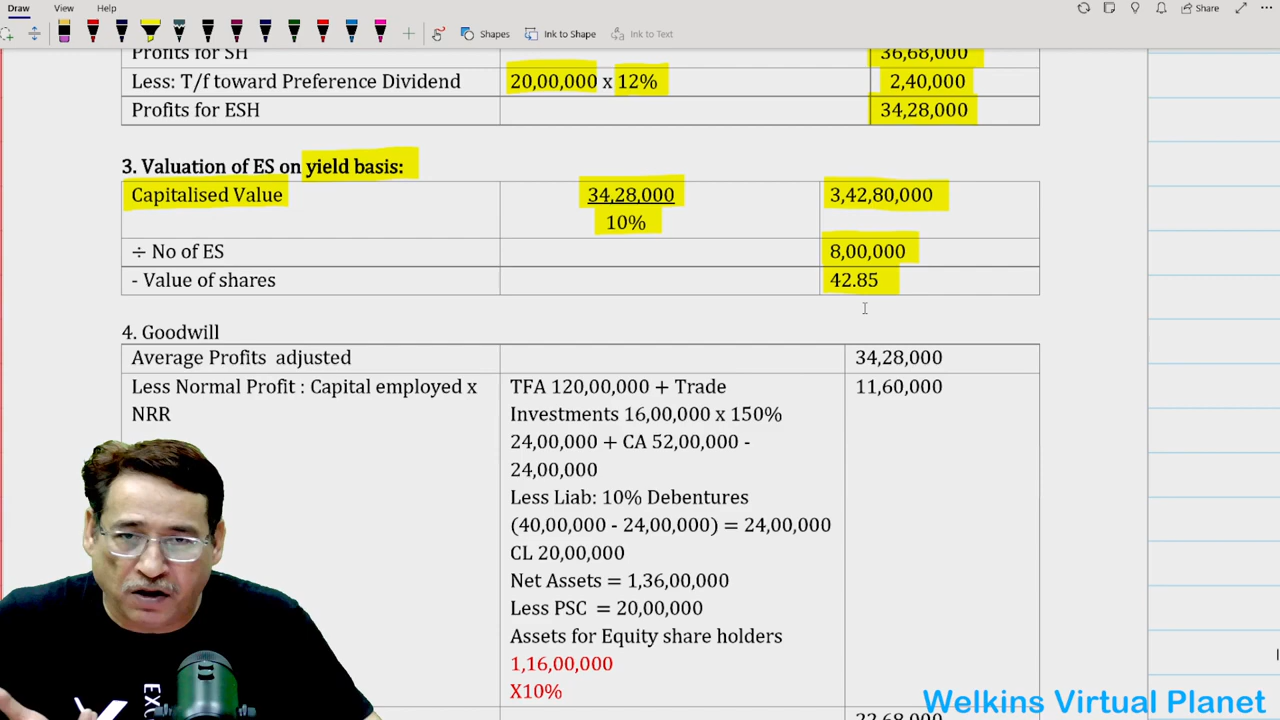 Draw View Help
Shapes Ink to Shape Ink to Text Share
Profits for SH 36,68,000
Less: T/f toward Preference Dividend 20,00,000 x 12% 2,40,000
Profits for ESH 34,28,000
3. Valuation of ES on yield basis:
Capitalised Value 34,28,000 3,42,80,000
10%
÷ No of ES 8,00,000
- Value of shares 42.85
4. Goodwill
Average Profits adjusted 34,28,000
Less Normal Profit : Capital employed x TFA 120,00,000 + Trade 11,60,000
NRR Investments 16,00,000 x 150%
24,00,000 + CA 52,00,000 -
24,00,000
Less Liab: 10% Debentures
(40,00,000 - 24,00,000) = 24,00,000
CL 20,00,000
Net Assets = 1,36,00,000
Less PSC = 20,00,000
Assets for Equity share holders
1,16,00,000
X10%
22,68,000
Welkins Virtual Planet